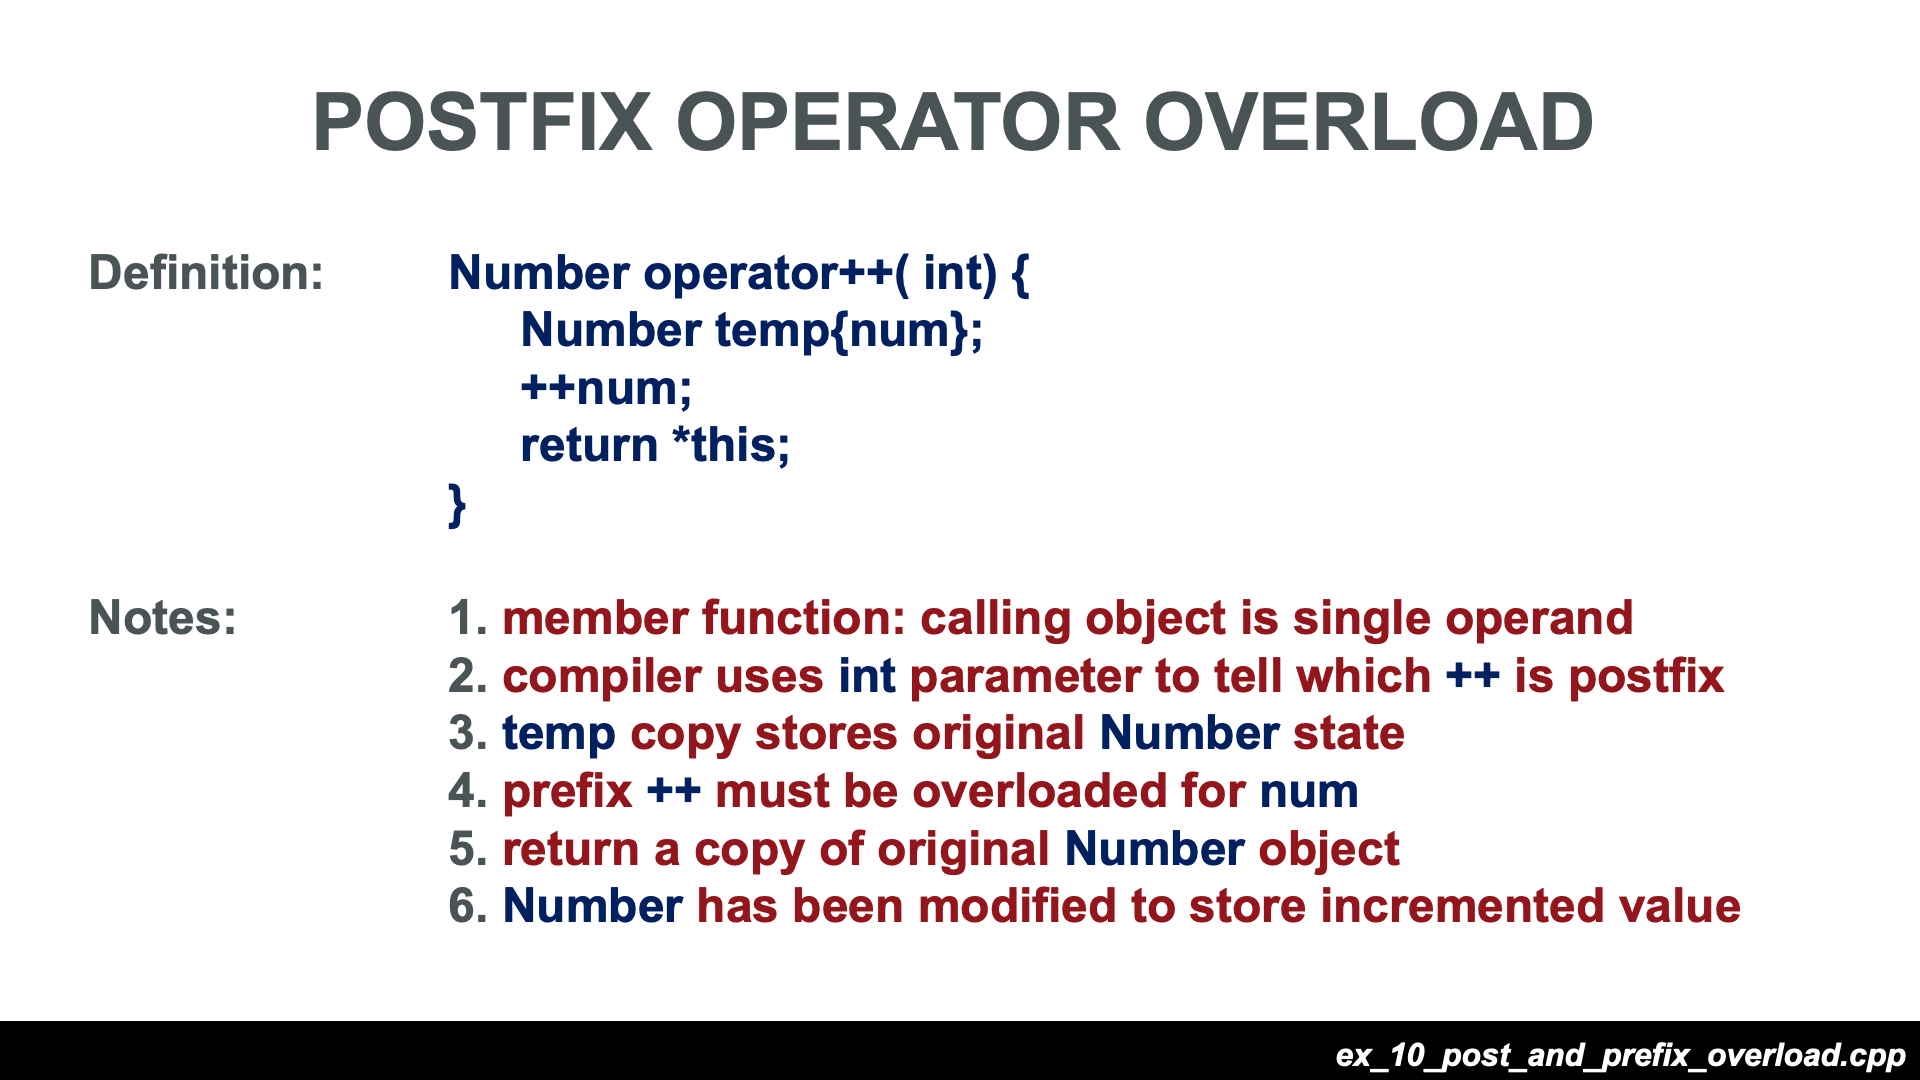 POSTFIX OPERATOR OVERLOAD
Definition: Number operator++( int) {
Number temp{num};
++num;
return *this;
}
Notes: 1. member function: calling object is single operand
2. compiler uses int parameter to tell which ++ is postfix
3. temp copy stores original Number state
4. prefix ++ must be overloaded for num
5. return a copy of original Number object
6. Number has been modified to store incremented value
ex_10_post_and_prefix_overload.cpp